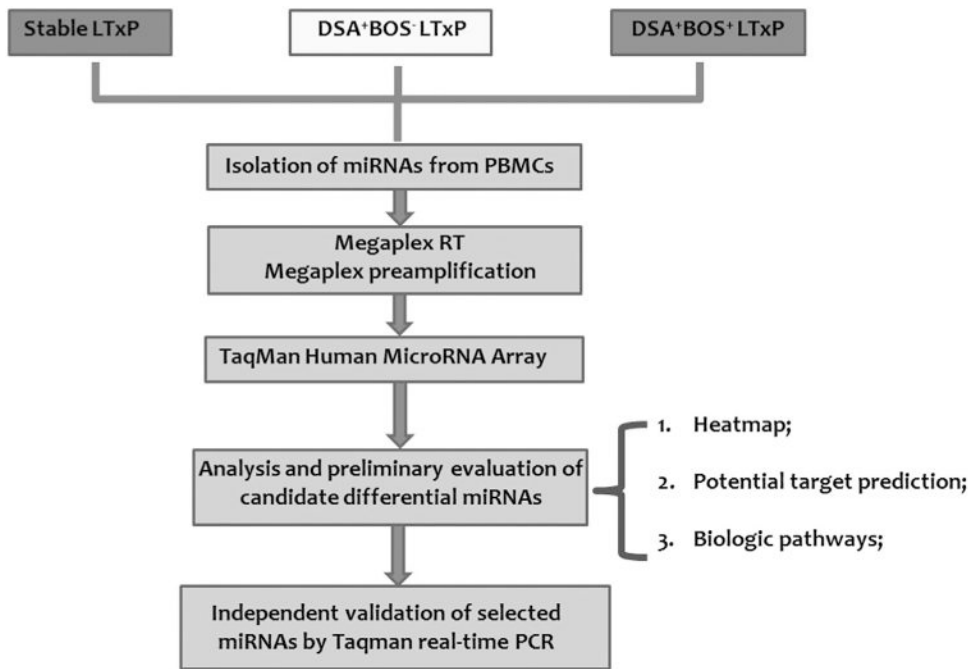 Stable LTxP
DSA⁺BOS⁻ LTxP
DSA⁺BOS⁺ LTxP
Isolation of miRNAs from PBMCs
Megaplex RT
Megaplex preamplification
TaqMan Human MicroRNA Array
Analysis and preliminary evaluation of
candidate differential miRNAs
1. Heatmap;
2. Potential target prediction;
3. Biologic pathways;
Independent validation of selected
miRNAs by Taqman real-time PCR